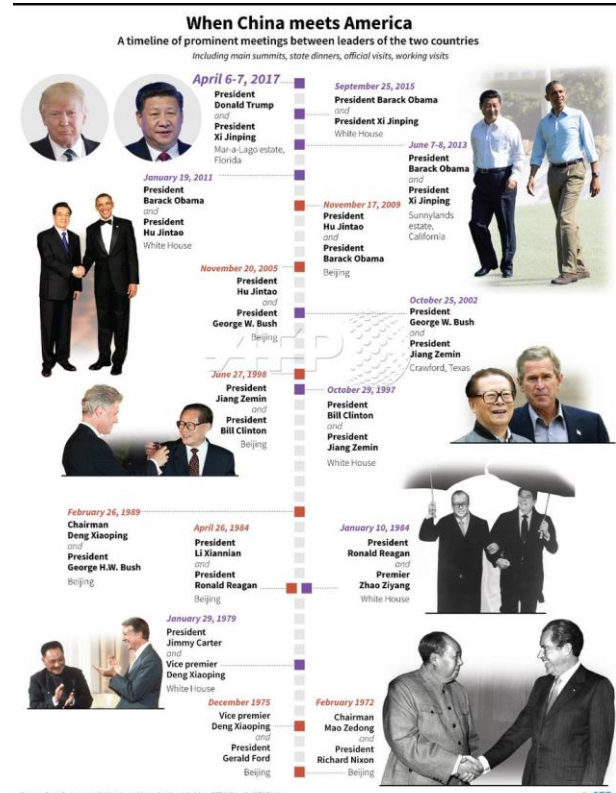 When China meets America
A timeline of prominent meetings between leaders of the two countries
Including main summits, state dinners, official visits, working visits
April 6-7, 2017
President
Donald Trump
and
President
Xi Jinping
Mar-a-Lago estate,
Florida
September 25, 2015
President Barack Obama
and
President Xi Jinping
White House
June 7-8, 2013
President
Barack Obama
and
President
Xi Jinping
Sunnylands
estate,
California
January 19, 2011
President
Barack Obama
and
President
Hu Jintao
White House
November 17, 2009
President
Hu Jintao
and
President
Barack Obama
Beijing
November 20, 2005
President
Hu Jintao
and
President
George W. Bush
Beijing
October 25, 2002
President
George W. Bush
and
President
Jiang Zemin
Crawford, Texas
AFP
June 27, 1998
President
Jiang Zemin
and
President
Bill Clinton
Beijing
October 29, 1997
President
Bill Clinton
and
President
Jiang Zemin
White House
February 26, 1989
Chairman
Deng Xiaoping
and
President
George H.W. Bush
Beijing
April 26, 1984
President
Li Xiannian
and
President
Ronald Reagan
Beijing
January 10, 1984
President
Ronald Reagan
and
Premier
Zhao Ziyang
White House
January 29, 1979
President
Jimmy Carter
and
Vice premier
Deng Xiaoping
White House
December 1975
Vice premier
Deng Xiaoping
and
President
Gerald Ford
Beijing
February 1972
Chairman
Mao Zedong
and
President
Richard Nixon
Beijing